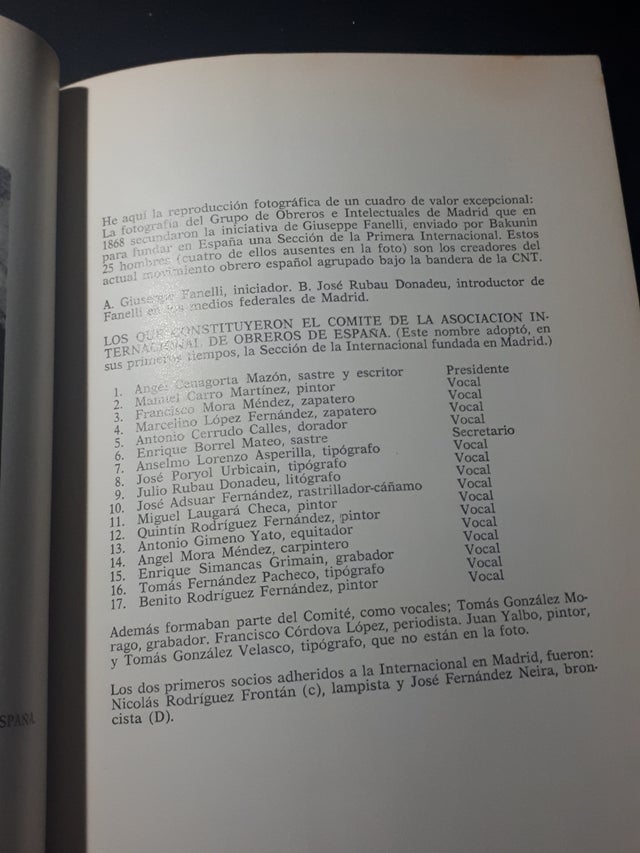 He aquí la reproducción fotográfica de un cuadro de valor excepcional:
La fotografía del Grupo de Obreros e Intelectuales de Madrid que en
1868 secundaron la iniciativa de Giuseppe Fanelli, enviado por Bakunin
para fundar en España una Sección de la Primera Internacional. Estos
25 hombres (cuatro de ellos ausentes en la foto) son los creadores del
actual movimiento obrero español agrupado bajo la bandera de la CNT.
A. Giuseppe Fanelli, iniciador. B. José Rubau Donadeu, introductor de
Fanelli en los medios federales de Madrid.
LOS QUE CONSTITUYERON EL COMITE DE LA ASOCIACION IN-
TERNACIONAL DE OBREROS DE ESPAÑA. (Este nombre adoptó, en
sus primeros tiempos, la Sección de la Internacional fundada en Madrid.)
1. Angel Cenagorta Mazón, sastre y escritor Presidente
2. Manuel Carro Martínez, pintor Vocal
3. Francisco Mora Méndez, zapatero Vocal
4. Marcelino López Fernández, zapatero Vocal
5. Antonio Cerrudo Calles, dorador Vocal
6. Enrique Borrel Mateo, sastre Secretario
7. Anselmo Lorenzo Asperilla, tipógrafo Vocal
8. José Poryol Urbicain, tipógrafo Vocal
9. Julio Rubau Donadeu, litógrafo Vocal
10. José Adsuar Fernández, rastrillador-cáñamo Vocal
11. Miguel Laugará Checa, pintor Vocal
12. Quintín Rodríguez Fernández, pintor Vocal
13. Antonio Gimeno Yato, equitador Vocal
14. Angel Mora Méndez, carpintero Vocal
15. Enrique Simancas Grimain, grabador Vocal
16. Tomás Fernández Pacheco, tipógrafo Vocal
17. Benito Rodríguez Fernández, pintor Vocal
Además formaban parte del Comité, como vocales; Tomás González Mo-
rago, grabador. Francisco Córdova López, periodista. Juan Yalbo, pintor,
y Tomás González Velasco, tipógrafo, que no están en la foto.
Los dos primeros socios adheridos a la Internacional en Madrid, fueron:
Nicolás Rodríguez Frontán (c), lampista y José Fernández Neira, bron-
cista (D).
SPAÑA